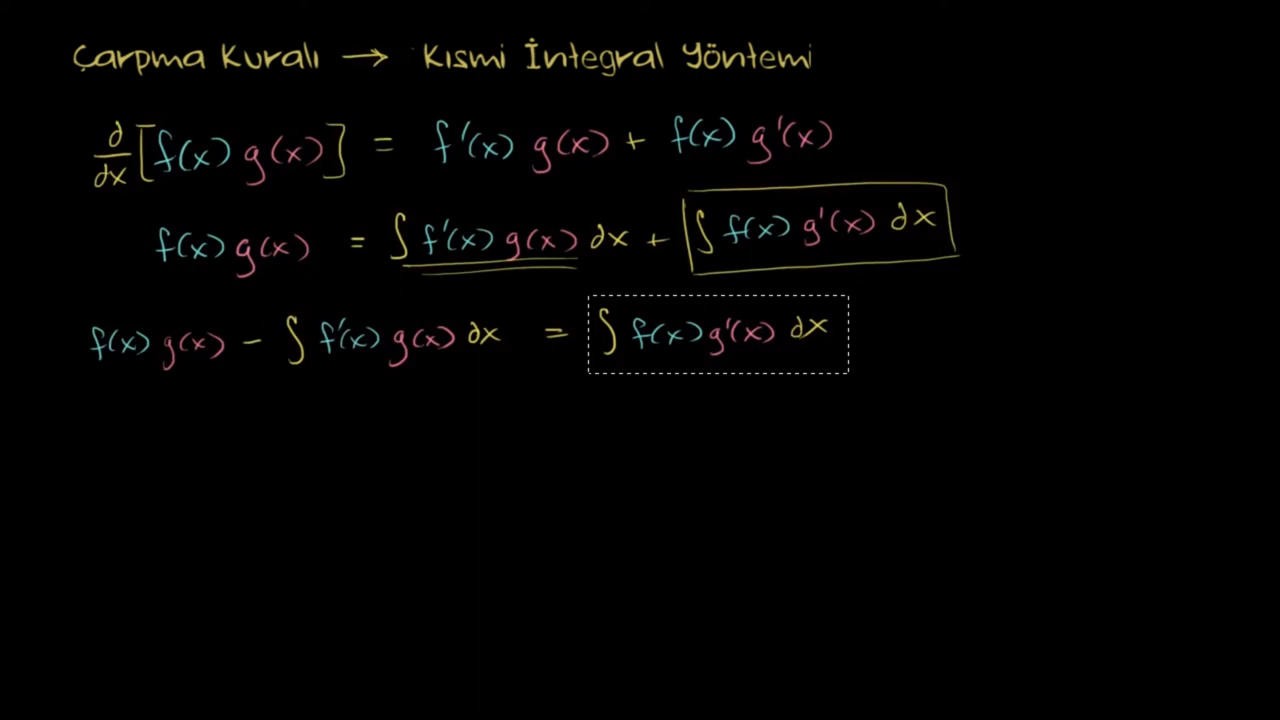 Çarpma Kuralı → Kısmi İntegral Yöntemi
d/dx [f(x) g(x)] = f'(x) g(x) + f(x) g'(x)
f(x) g(x) = ∫ f'(x) g(x) dx + ∫ f(x) g'(x) dx
f(x) g(x) - ∫ f'(x) g(x) dx = ∫ f(x) g'(x) dx